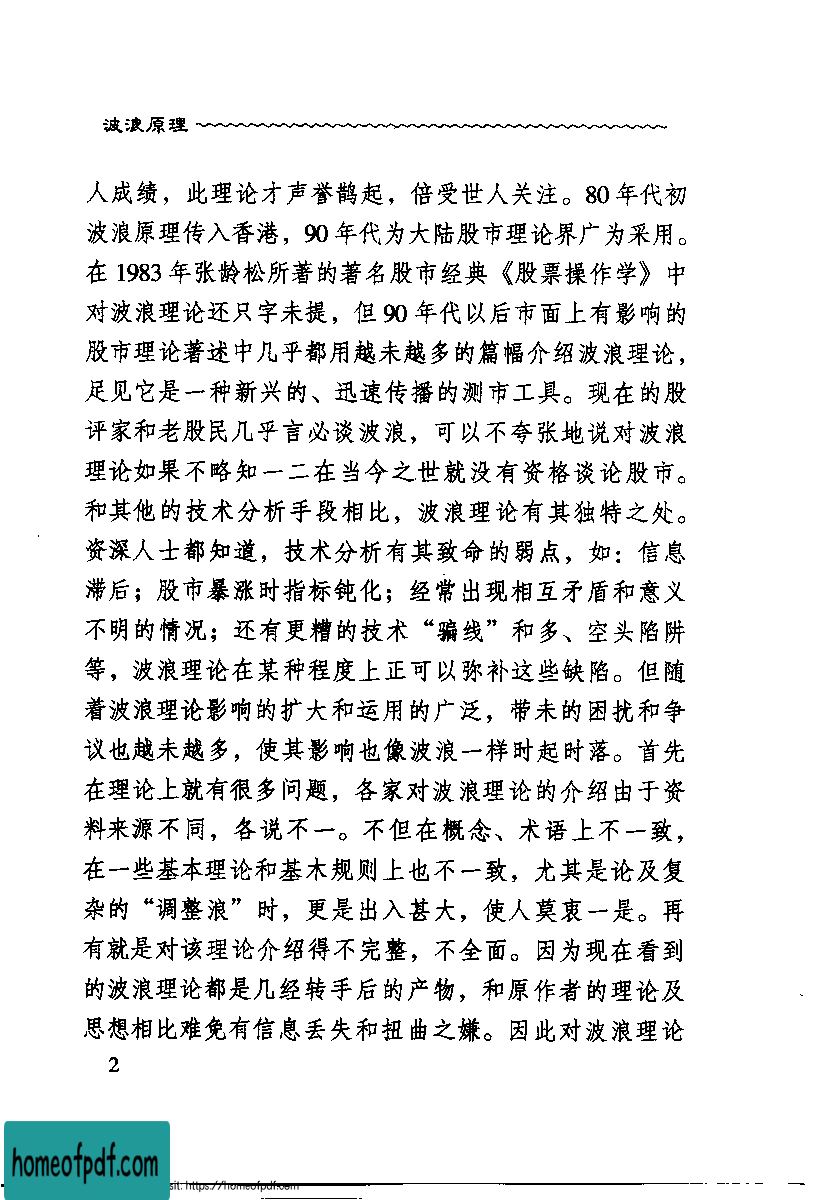 波浪原理
人成绩，此理论才声誉鹊起，倍受世人关注。80 年代初
波浪原理传入香港，90 年代为大陆股市理论界广为采用。
在 1983 年张龄松所著的著名股市经典《股票操作学》中
对波浪理论还只字未提，但 90 年代以后市面上有影响的
股市理论著述中几乎都用越未越多的篇幅介绍波浪理论，
足见它是一种新兴的、迅速传播的测市工具。现在的股
评家和老股民几乎言必谈波浪，可以不夸张地说对波浪
理论如果不略知一二在当今之世就没有资格谈论股市。
和其他的技术分析手段相比，波浪理论有其独特之处。
资深人士都知道，技术分析有其致命的弱点，如：信息
滞后；股市暴涨时指标钝化；经常出现相互矛盾和意义
不明的情况；还有更糟的技术“骗线”和多、空头陷阱
等，波浪理论在某种程度上正可以弥补这些缺陷。但随
着波浪理论影响的扩大和运用的广泛，带未的困扰和争
议也越未越多，使其影响也像波浪一样时起时落。首先
在理论上就有很多问题，各家对波浪理论的介绍由于资
料来源不同，各说不一。不但在概念、术语上不一致，
在一些基本理论和基木规则上也不一致，尤其是论及复
杂的“调整浪”时，更是出入甚大，使人莫衷一是。再
有就是对该理论介绍得不完整，不全面。因为现在看到
的波浪理论都是几经转手后的产物，和原作者的理论及
思想相比难免有信息丢失和扭曲之嫌。因此对波浪理论
2
homeofpdf.com
sit: https://homeofpdf.com